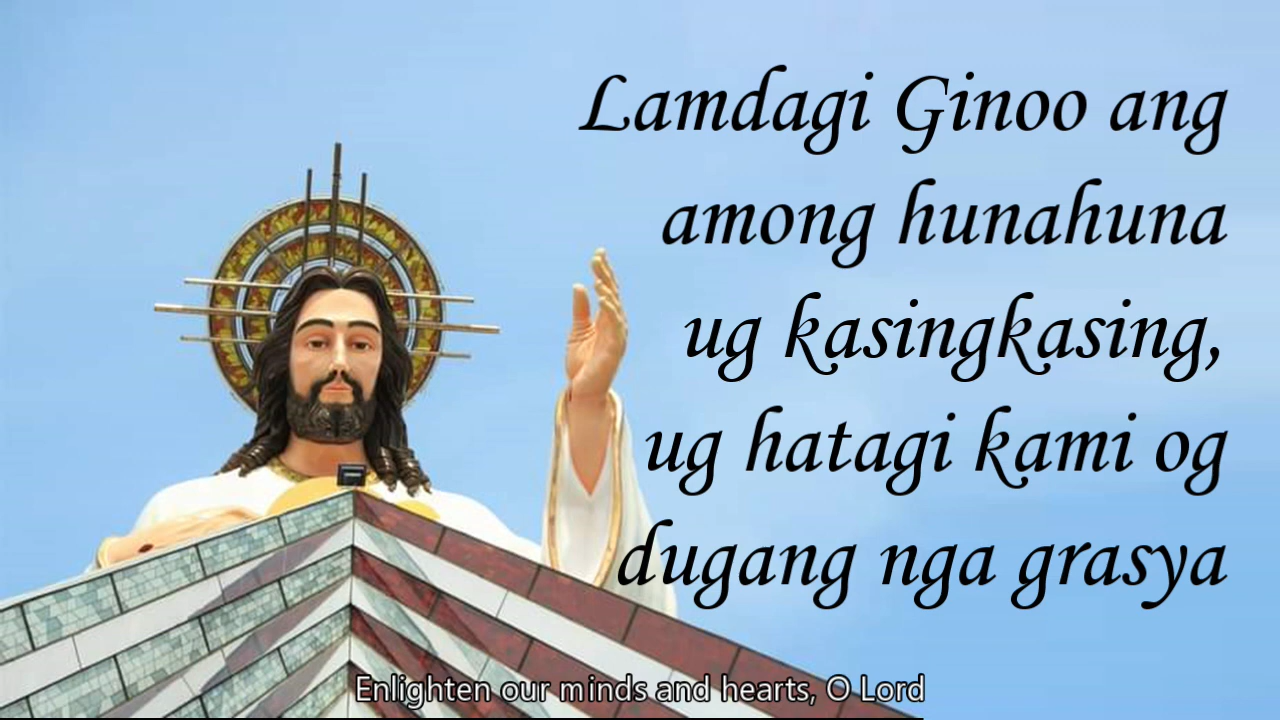 Lamdagi Ginoo ang
among hunahuna
ug kasingkasing,
ug hatagi kami og
dugang nga grasya
Enlighten our minds and hearts, O Lord